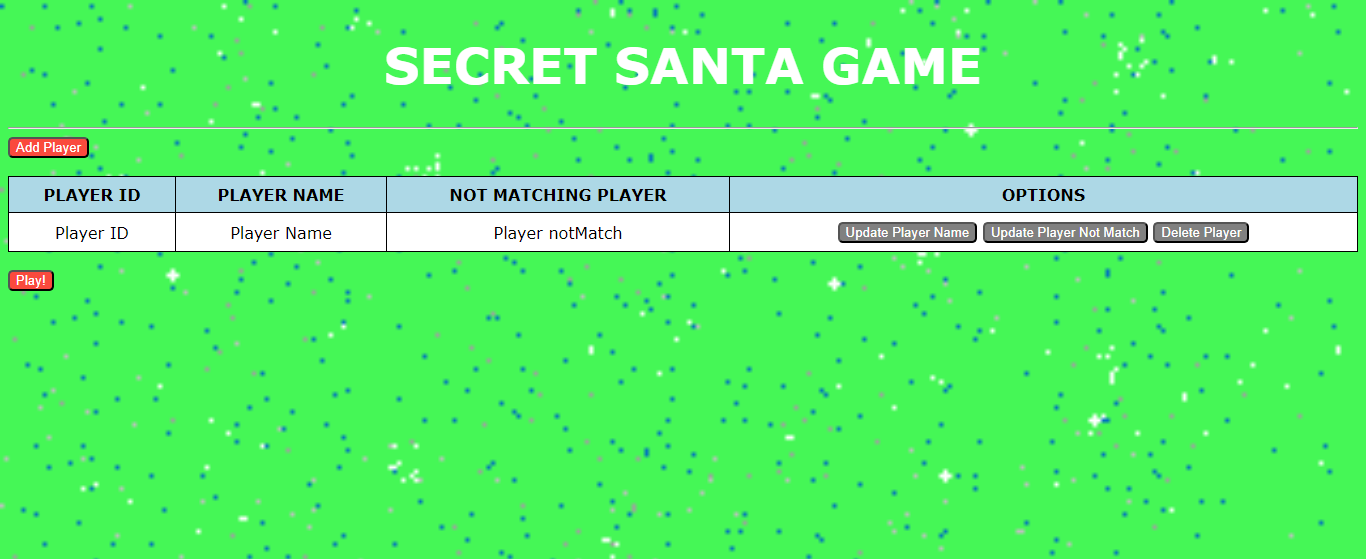 SECRET SANTA GAME
Add Player
PLAYER ID PLAYER NAME NOT MATCHING PLAYER OPTIONS
Player ID Player Name Player notMatch Update Player Name Update Player Not Match Delete Player
Play!